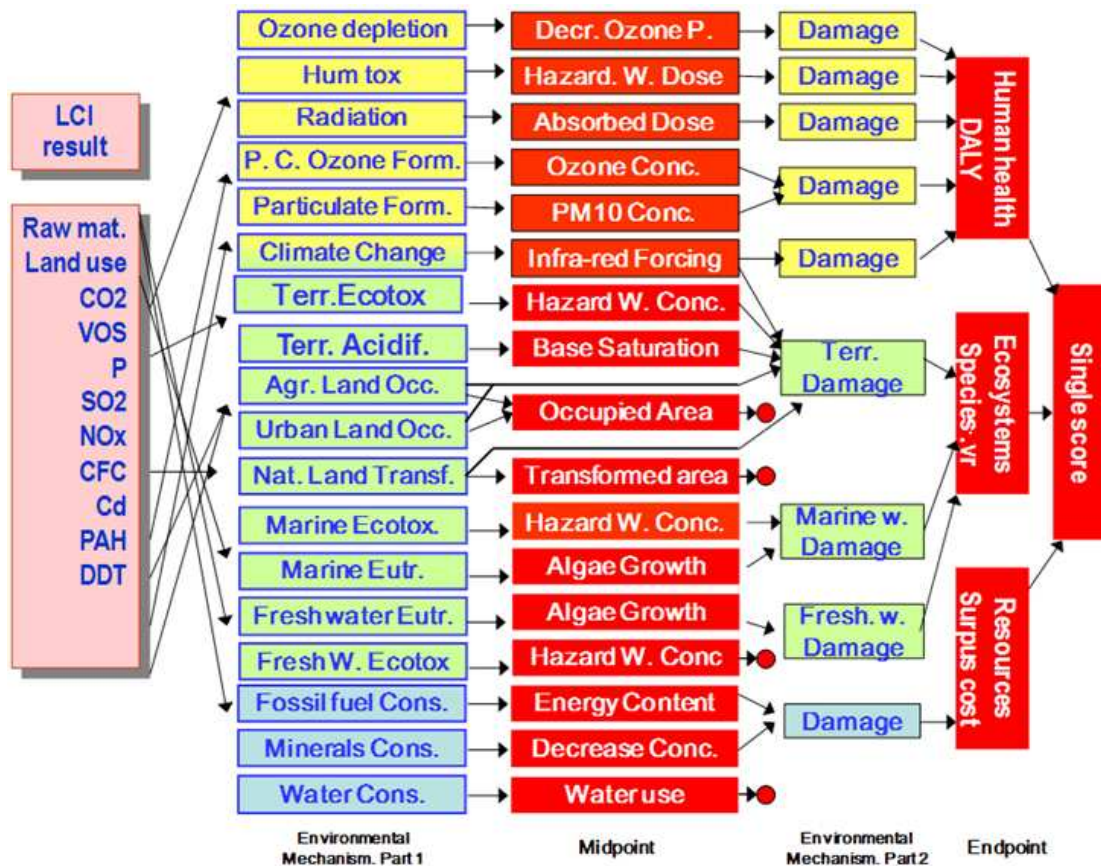 LCI
result
Raw mat.
Land use
CO2
VOS
P
SO2
NOx
CFC
Cd
PAH
DDT
Ozone depletion
Hum tox
Radiation
P. C. Ozone Form.
Particulate Form.
Climate Change
Terr.Ecotox
Terr. Acidif.
Agr. Land Occ.
Urban Land Occ.
Nat. Land Transf.
Marine Ecotox.
Marine Eutr.
Freshwater Eutr.
Fresh W. Ecotox
Fossil fuel Cons.
Minerals Cons.
Water Cons.
Environmental
Mechanism. Part 1
Decr. Ozone P.
Hazard. W. Dose
Absorbed Dose
Ozone Conc.
PM10 Conc.
Infra-red Forcing
Hazard W. Conc.
Base Saturation
Occupied Area
Transformed area
Hazard W. Conc.
Algae Growth
Algae Growth
Hazard W. Conc
Energy Content
Decrease Conc.
Water use
Midpoint
Damage
Damage
Damage
Damage
Damage
Terr.
Damage
Marine w.
Damage
Fresh. w.
Damage
Damage
Environmental
Mechanism. Part 2
Human health
DALY
Ecosystems
Species.yr
Resources
Surpus cost
Endpoint
Single score